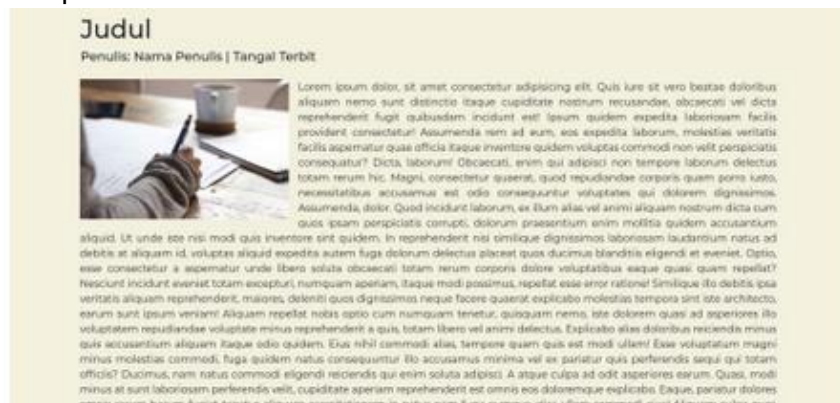 Judul
Penulis: Nama Penulis | Tangal Terbit
Lorem ipsum dolor, sit amet consectetur adipisicing elit. Quis iure sit vero beatae doloribus
aliquam nemo sunt distinctio itaque cupiditate nostrum recusandae, obcaecati vel dicta
reprehenderit fugit quibusdam incidunt est! Ipsum quidem expedita laboriosam facilis
provident consectetur! Assumenda rem ad eum, eos expedita laborum, molestias veritatis
facilis aspernatur quae officia itaque inventore quidem voluptas commodi non velit perspiciatis
consequatur? Dicta, laborum! Obcaecati, enim qui adipisci non tempore laborum delectus
totam rerum hic. Magni, consectetur quaerat, quod repudiandae corporis quam porro iusto,
necessitatibus accusamus est odio consequuntur voluptates qui dolorem dignissimos.
Assumenda, dolor. Quod incidunt laborum, ex illum alias vel animi aliquam nostrum dicta cum
quos ipsam perspiciatis corrupti, dolorum praesentium enim mollitia quidem accusantium
aliquid. Ut unde iste nisi modi quis inventore sint quidem. In reprehenderit nisi similique dignissimos laboriosam laudantium natus ad
debitis at aliquam id, voluptas aliquid expedita autem fuga dolorum delectus placeat quos ducimus blanditiis eligendi et eveniet. Optio,
esse consectetur a aspernatur unde libero soluta obcaecati totam rerum corporis dolore voluptatibus eaque quasi quam repellat?
Nesciunt incidunt eveniet totam excepturi, numquam aperiam, itaque modi possimus, repellat esse error ratione! Similique illo debitis ipsa
veritatis aliquam reprehenderit, maiores, deleniti quos dignissimos neque facere quaerat explicabo molestias tempora sint iste architecto,
earum sunt ipsum veniam! Aliquam repellat nobis optio cum numquam tenetur, quisquam nemo, iste dolorem quasi ad asperiores illo
voluptatem repudiandae voluptate minus reprehenderit a quis, totam libero vel animi delectus. Explicabo alias doloribus reiciendis minus
quis accusantium aliquam itaque odio quidem. Eius nihil commodi alias, tempore quam quis est modi ullam! Esse voluptatum magni
minus molestias commodi, fuga quidem natus consequuntur illo accusamus minima vel ex pariatur quis perferendis sequi qui totam
officiis? Ducimus, nam natus commodi eligendi reiciendis qui enim soluta adipisci. A atque culpa ad odit asperiores earum. Quasi, modi
minus at sunt laboriosam perferendis velit, cupiditate aperiam reprehenderit est omnis eos doloremque explicabo. Eaque, pariatur dolores